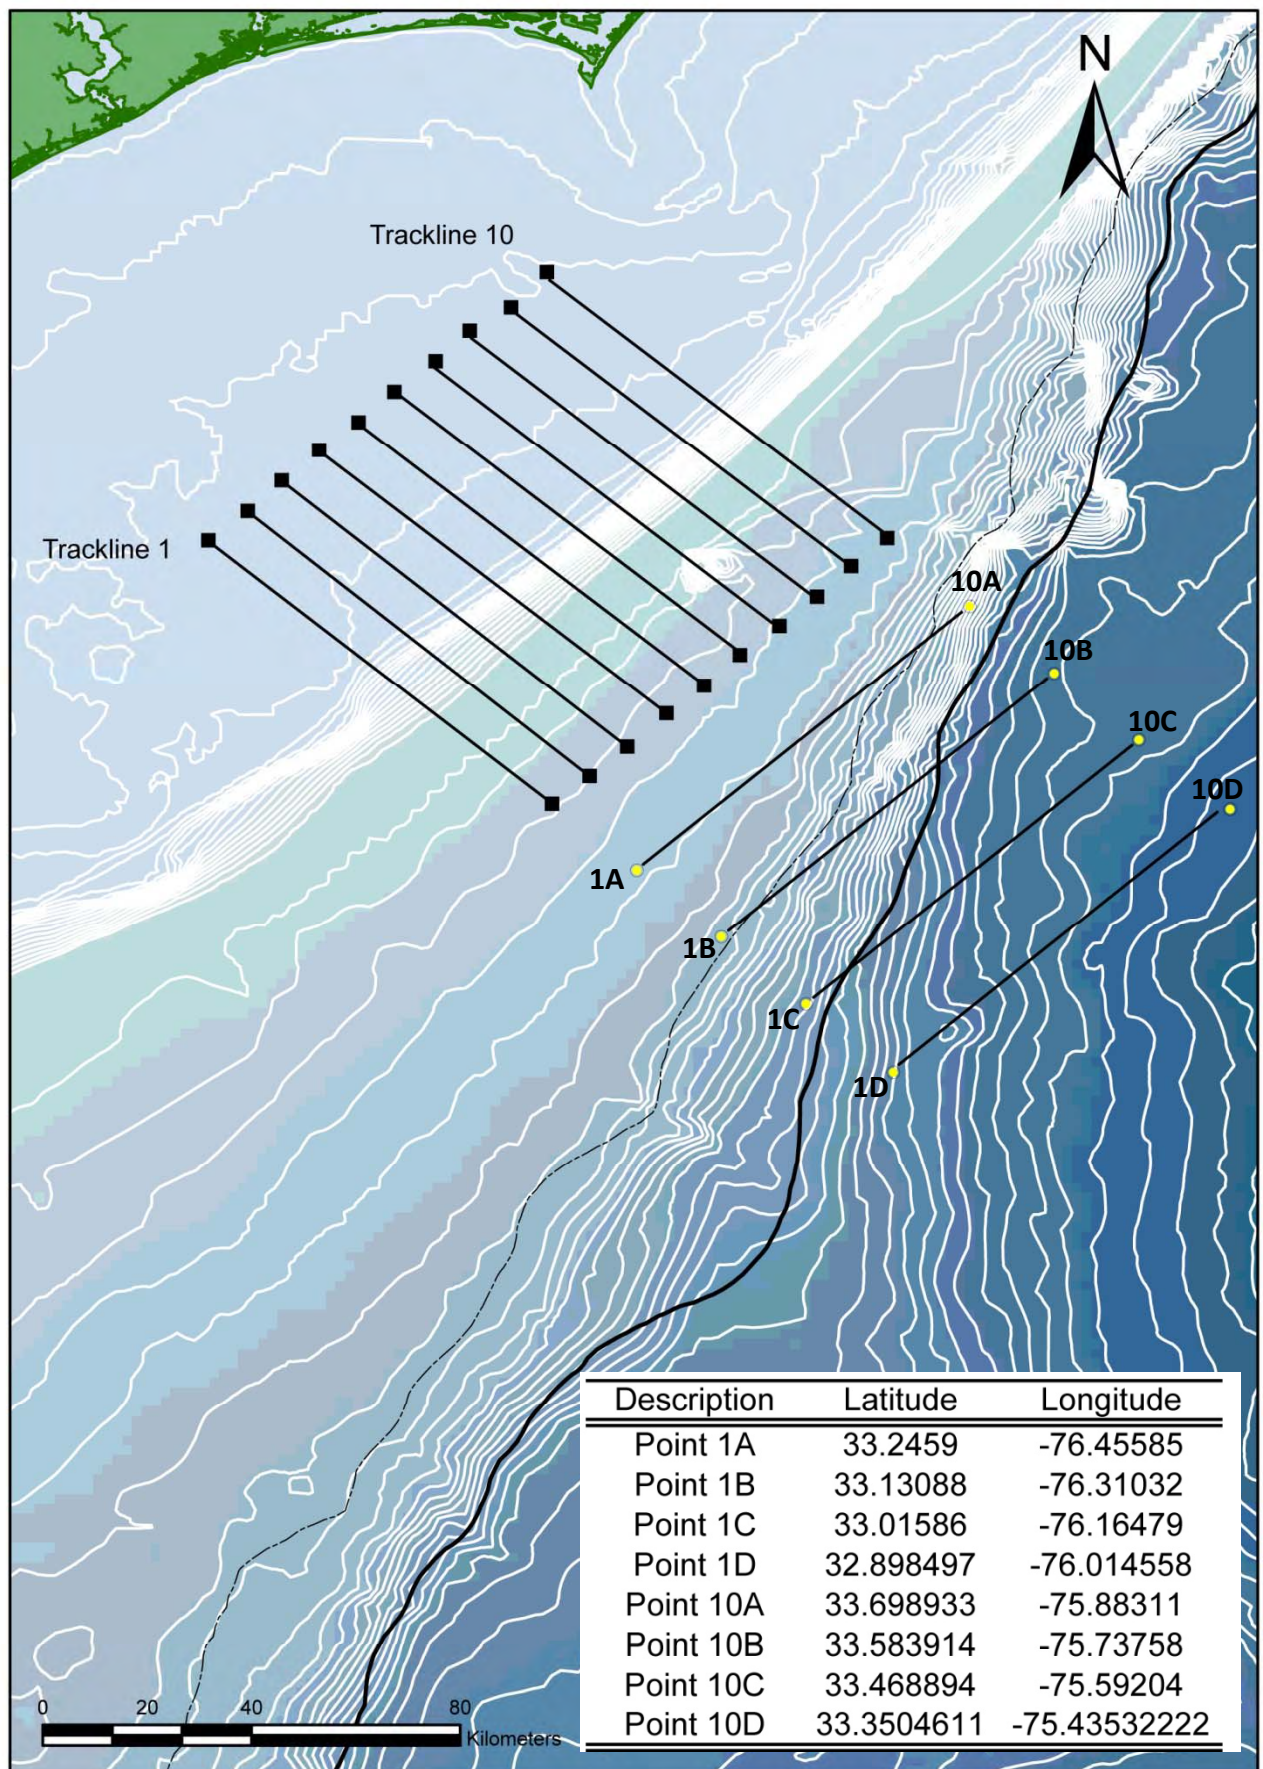 N
Trackline 10
Trackline 1
10A
10B
10C
10D
1A
1B
1C
1D
Description Latitude Longitude
Point 1A 33.2459 -76.45585
Point 1B 33.13088 -76.31032
Point 1C 33.01586 -76.16479
Point 1D 32.898497 -76.014558
Point 10A 33.698933 -75.88311
Point 10B 33.583914 -75.73758
Point 10C 33.468894 -75.59204
Point 10D 33.3504611 -75.43532222
0 20 40 80
Kilometers